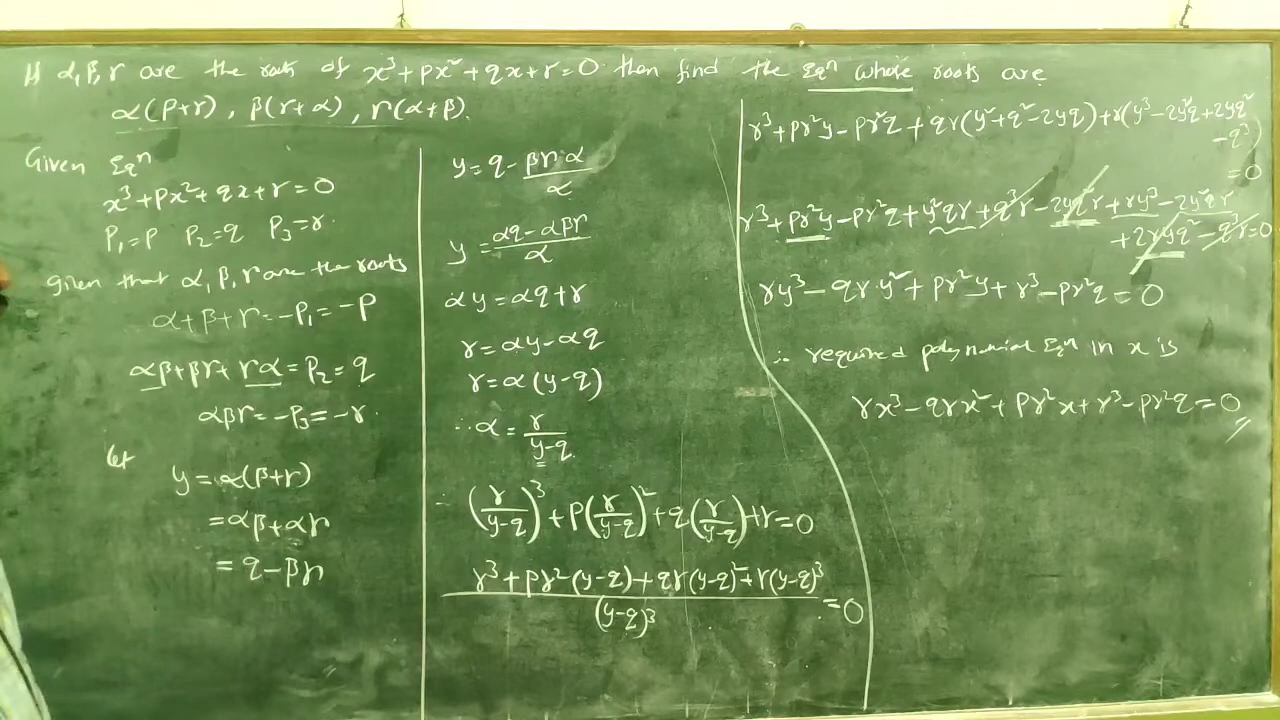 If α, β, r are the roots of x³+px²+qx+r=0 then find the Eqⁿ whose roots are
α(β+r), β(r+α), r(α+β).
Given Eqⁿ
x³+px²+qx+r=0
P₁=P P₂=q P₃=r.
given that α, β, r are the roots
α+β+r=-P₁=-P
αβ+βr+rα=P₂=q
αβr=-P₃=-r.
let
y=α(β+r)
=αβ+αr
=q-βr
y=q-βrα/α
y=(αq-αβr)/α
αy=αq+r
r=αy-αq
r=α(y-q)
∴α=r/(y-q).
∴(r/(y-q))³+P(r/(y-q))²+q(r/(y-q))+r=0
(r³+pr²(y-q)+qr(y-q)²+r(y-q)³)/(y-q)³=0
r³+pr²y-pr²q+qr(y²+q²-2yq)+r(y³-2y²q+2yq²
-q³)
=0
r³+pr²y-pr²q+y²qr+q³r-2yq²r+ry³-2y²qr
+2ryq²-q³r=0
ry³-qr.y²+pr²y+r³-pr²q=0
∴ required polynomial Eqⁿ in x is
rx³-qrx²+pr²x+r³-pr²q=0